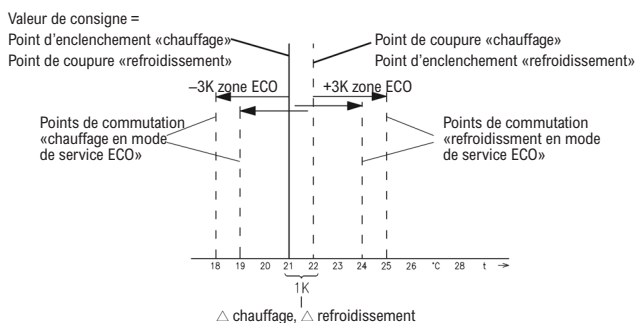 Valeur de consigne =
Point d'enclenchement «chauffage»
Point de coupure «refroidissement»
Point de coupure «chauffage»
Point d'enclenchement «refroidissement»
–3K zone ECO
+3K zone ECO
Points de commutation
«chauffage en mode
de service ECO»
Points de commutation
«refroidissment en mode
de service ECO»
18 19 20 21 22 23 24 25 26 °C 28 t
1K
△ chauffage, △ refroidissement